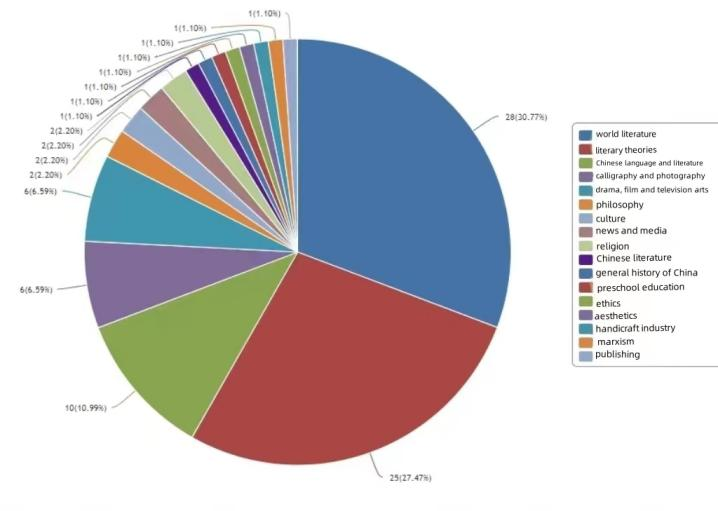 1(1.10%)
1(1.10%)
1(1.10%)
1(1.10%)
1(1.10%)
1(1.10%)
1(1.10%)
1(1.10%)
2(2.20%)
2(2.20%)
2(2.20%)
2(2.20%)
6(6.59%)
6(6.59%)
10(10.99%)
25(27.47%)
28(30.77%)
world literature
literary theories
Chinese language and literature
calligraphy and photography
drama, film and television arts
philosophy
culture
news and media
religion
Chinese literature
general history of China
preschool education
ethics
aesthetics
handicraft industry
marxism
publishing